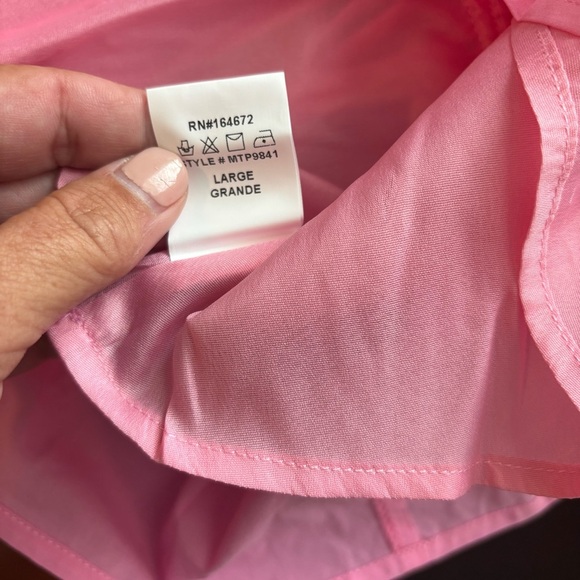 RN#164672
STYLE # MTP9841
LARGE
GRANDE